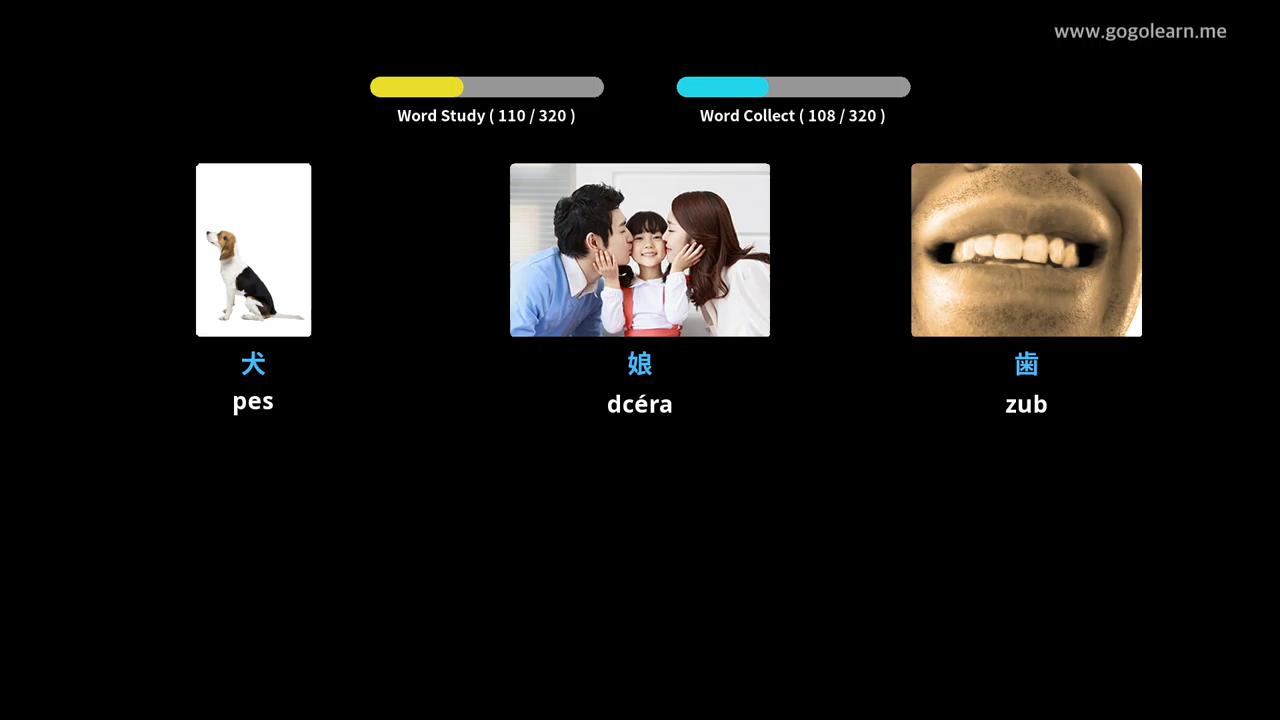 www.gogolearn.me
Word Study ( 110 / 320 )
Word Collect ( 108 / 320 )
犬
pes
娘
dcéra
歯
zub